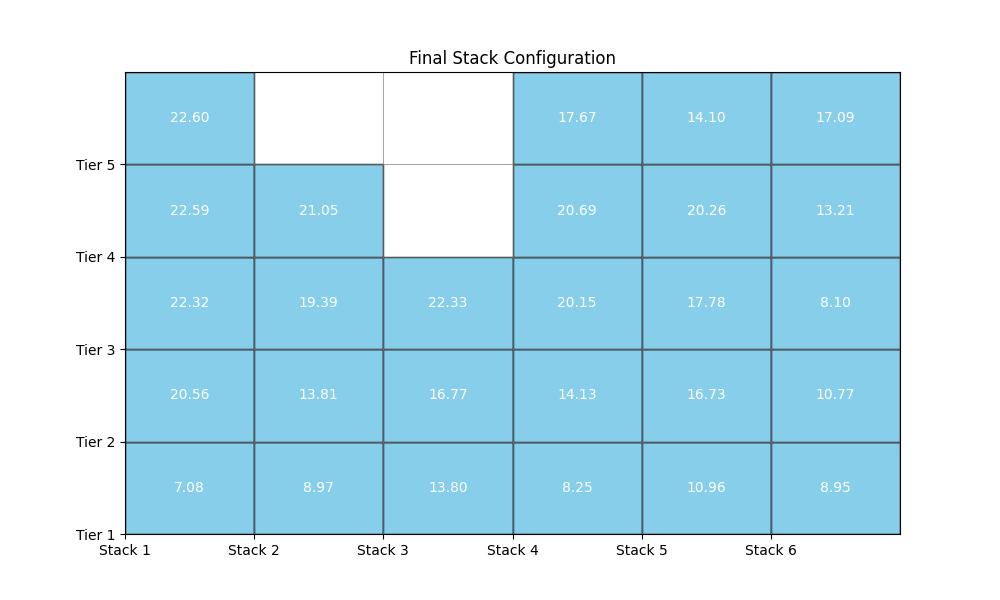 Final Stack Configuration
22.60 17.67 14.10 17.09
Tier 5
22.59 21.05 20.69 20.26 13.21
Tier 4
22.32 19.39 22.33 20.15 17.78 8.10
Tier 3
20.56 13.81 16.77 14.13 16.73 10.77
Tier 2
7.08 8.97 13.80 8.25 10.96 8.95
Tier 1
Stack 1 Stack 2 Stack 3 Stack 4 Stack 5 Stack 6